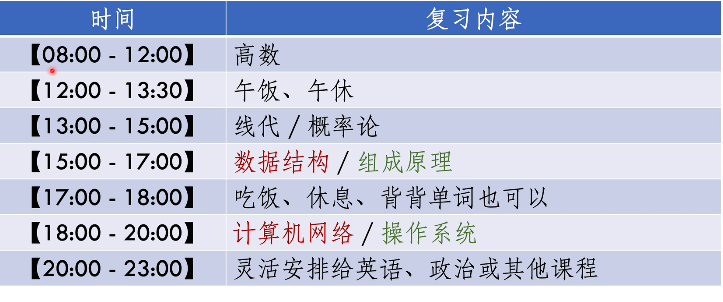 时间 复习内容
【08:00 - 12:00】 高数
【12:00 - 13:30】 午饭、午休
【13:00 - 15:00】 线代 / 概率论
【15:00 - 17:00】 数据结构 / 组成原理
【17:00 - 18:00】 吃饭、休息、背背单词也可以
【18:00 - 20:00】 计算机网络 / 操作系统
【20:00 - 23:00】 灵活安排给英语、政治或其他课程